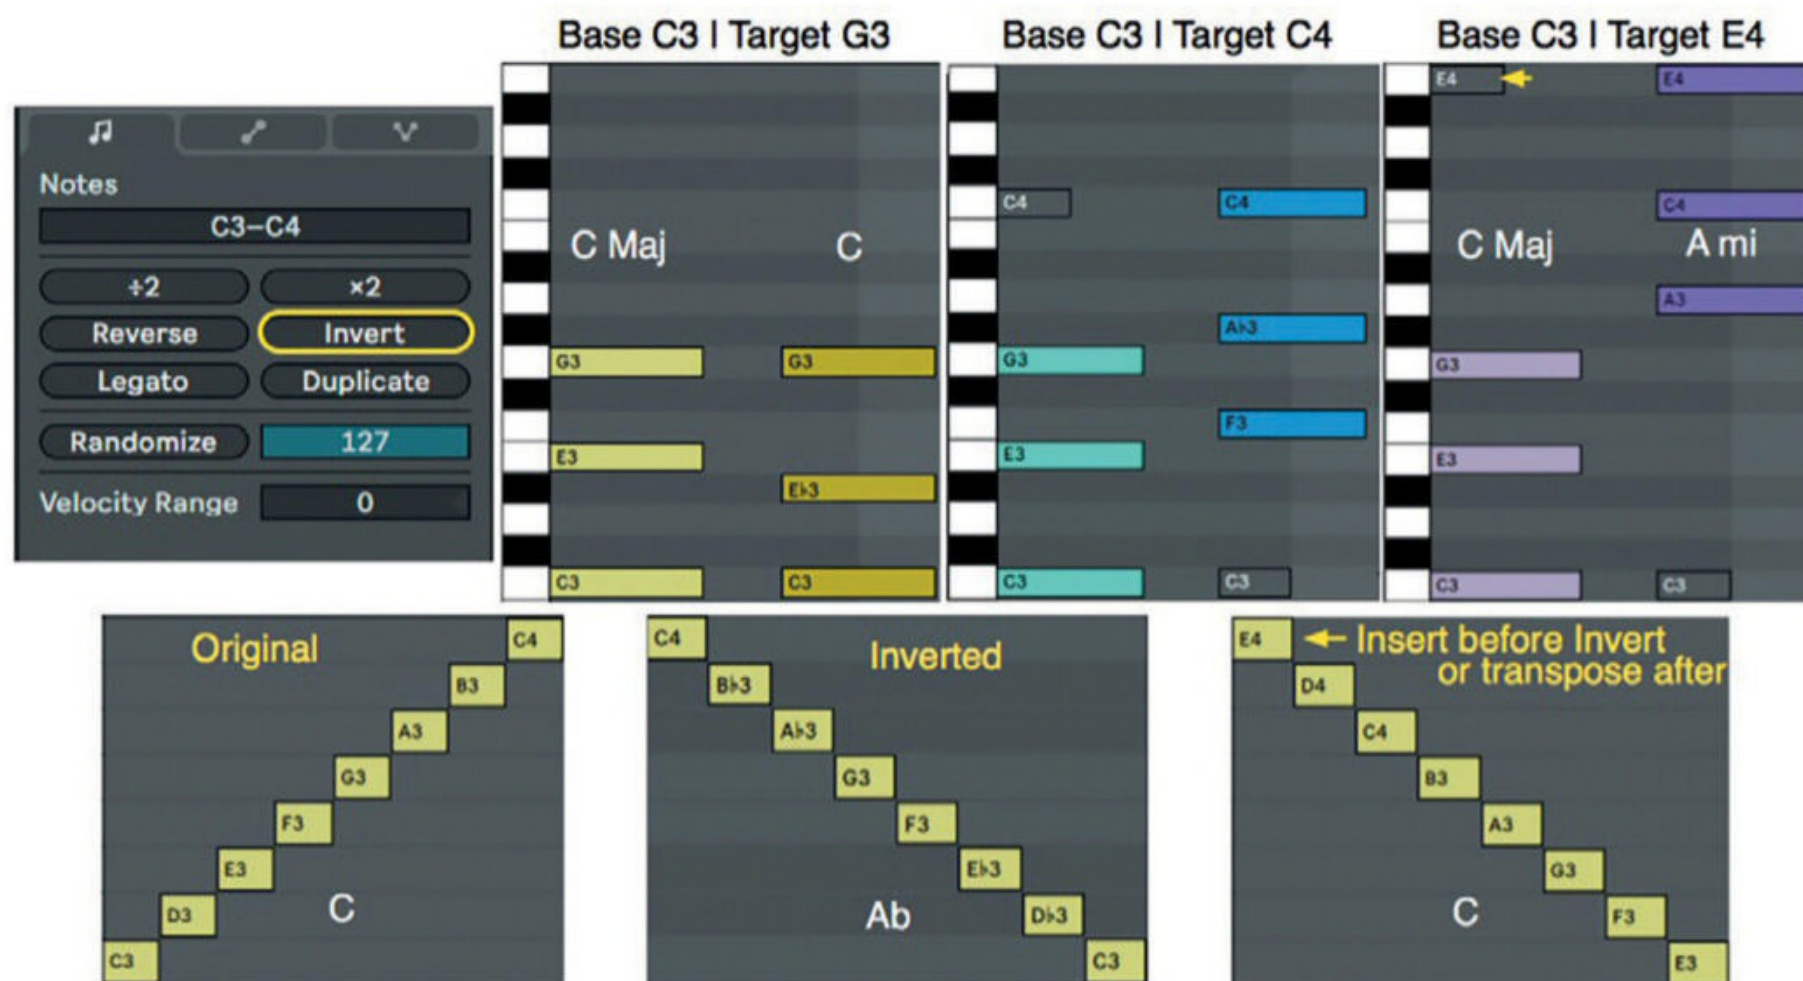 Base C3 | Target G3
Base C3 | Target C4
Base C3 | Target E4
Notes
C3–C4
÷2
×2
Reverse
Invert
Legato
Duplicate
Randomize
127
Velocity Range
0
C Maj
C
G3
G3
E3
E♭3
C3
C3
C4
C4
A♭3
G3
F3
E3
C3
C3
E4
E4
C4
C Maj
A mi
A3
G3
E3
C3
C3
Original
C4
B3
A3
G3
F3
E3
D3
C
C3
C4
Inverted
B♭3
A♭3
G3
F3
E♭3
Ab
D♭3
C3
E4
Insert before Invert
or transpose after
D4
C4
B3
A3
G3
C
F3
E3